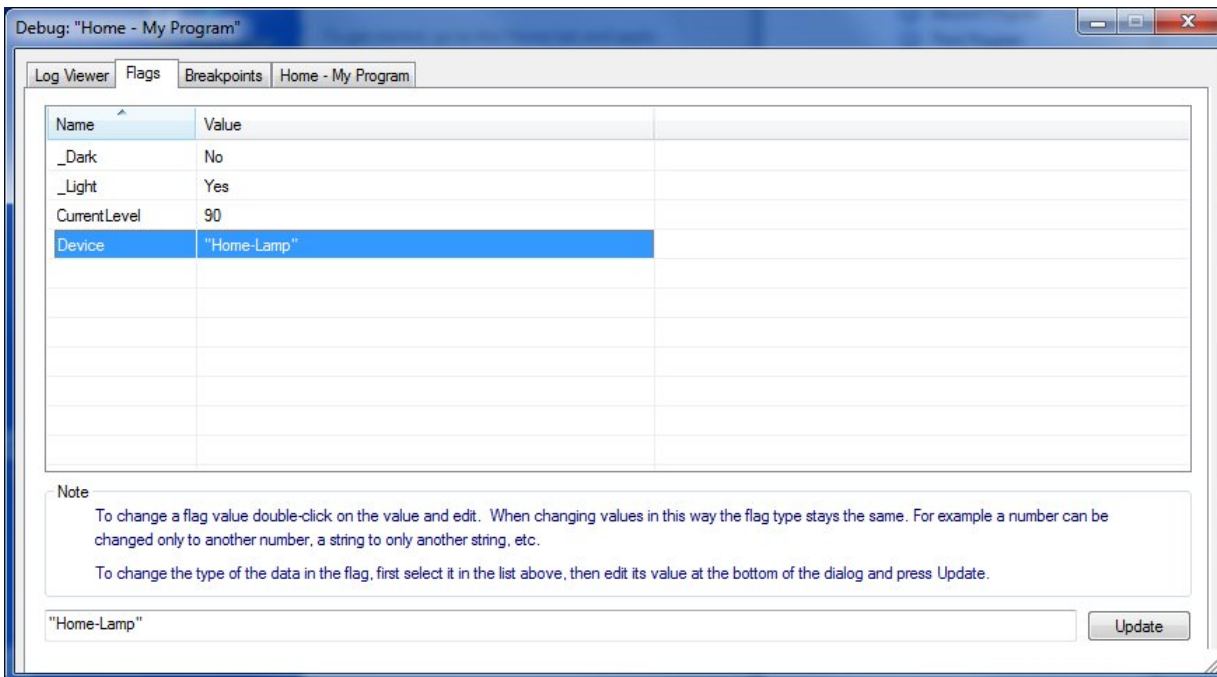 Debug: "Home - My Program"
Log Viewer Flags Breakpoints Home - My Program
Name Value
_Dark No
_Light Yes
CurrentLevel 90
Device "Home-Lamp"
Note
To change a flag value double-click on the value and edit. When changing values in this way the flag type stays the same. For example a number can be
changed only to another number, a string to only another string, etc.
To change the type of the data in the flag, first select it in the list above, then edit its value at the bottom of the dialog and press Update.
"Home-Lamp" Update